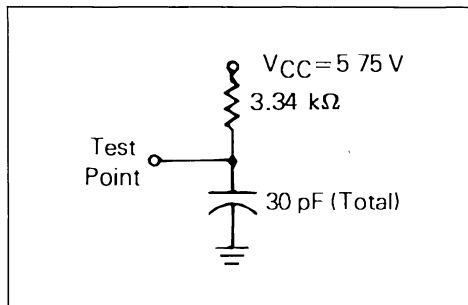 VCC=5 75 V
3.34 kΩ
Test
Point
30 pF (Total)